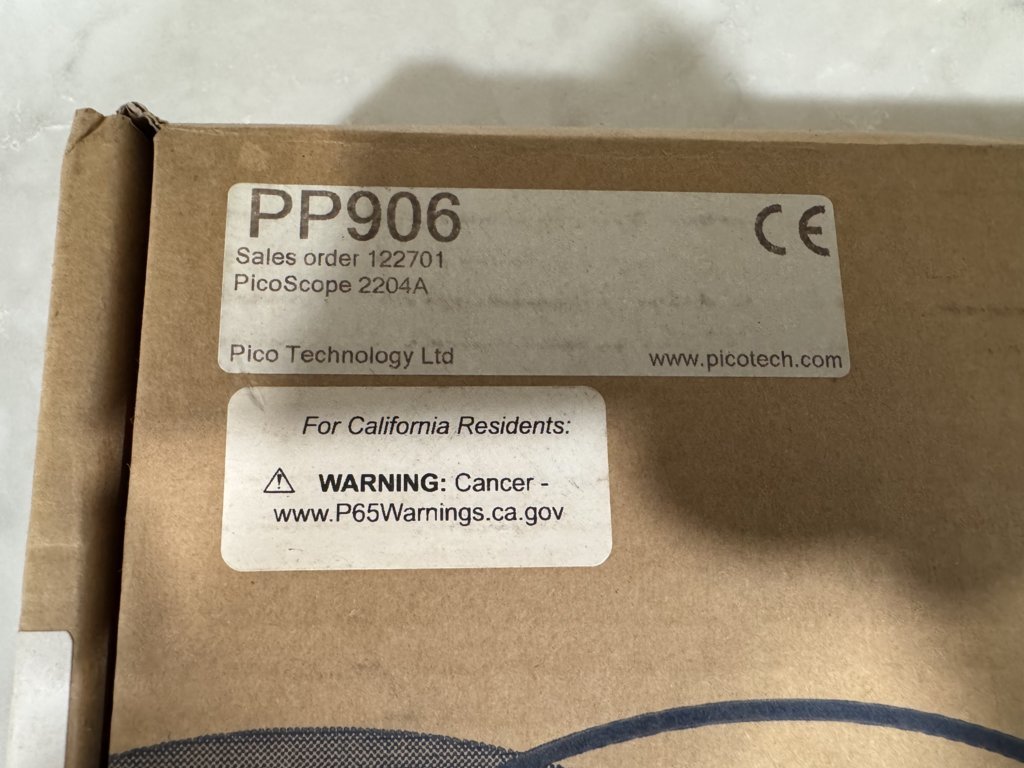 PP906
CE
Sales order 122701
PicoScope 2204A
Pico Technology Ltd www.picotech.com
For California Residents:
⚠ WARNING: Cancer -
www.P65Warnings.ca.gov